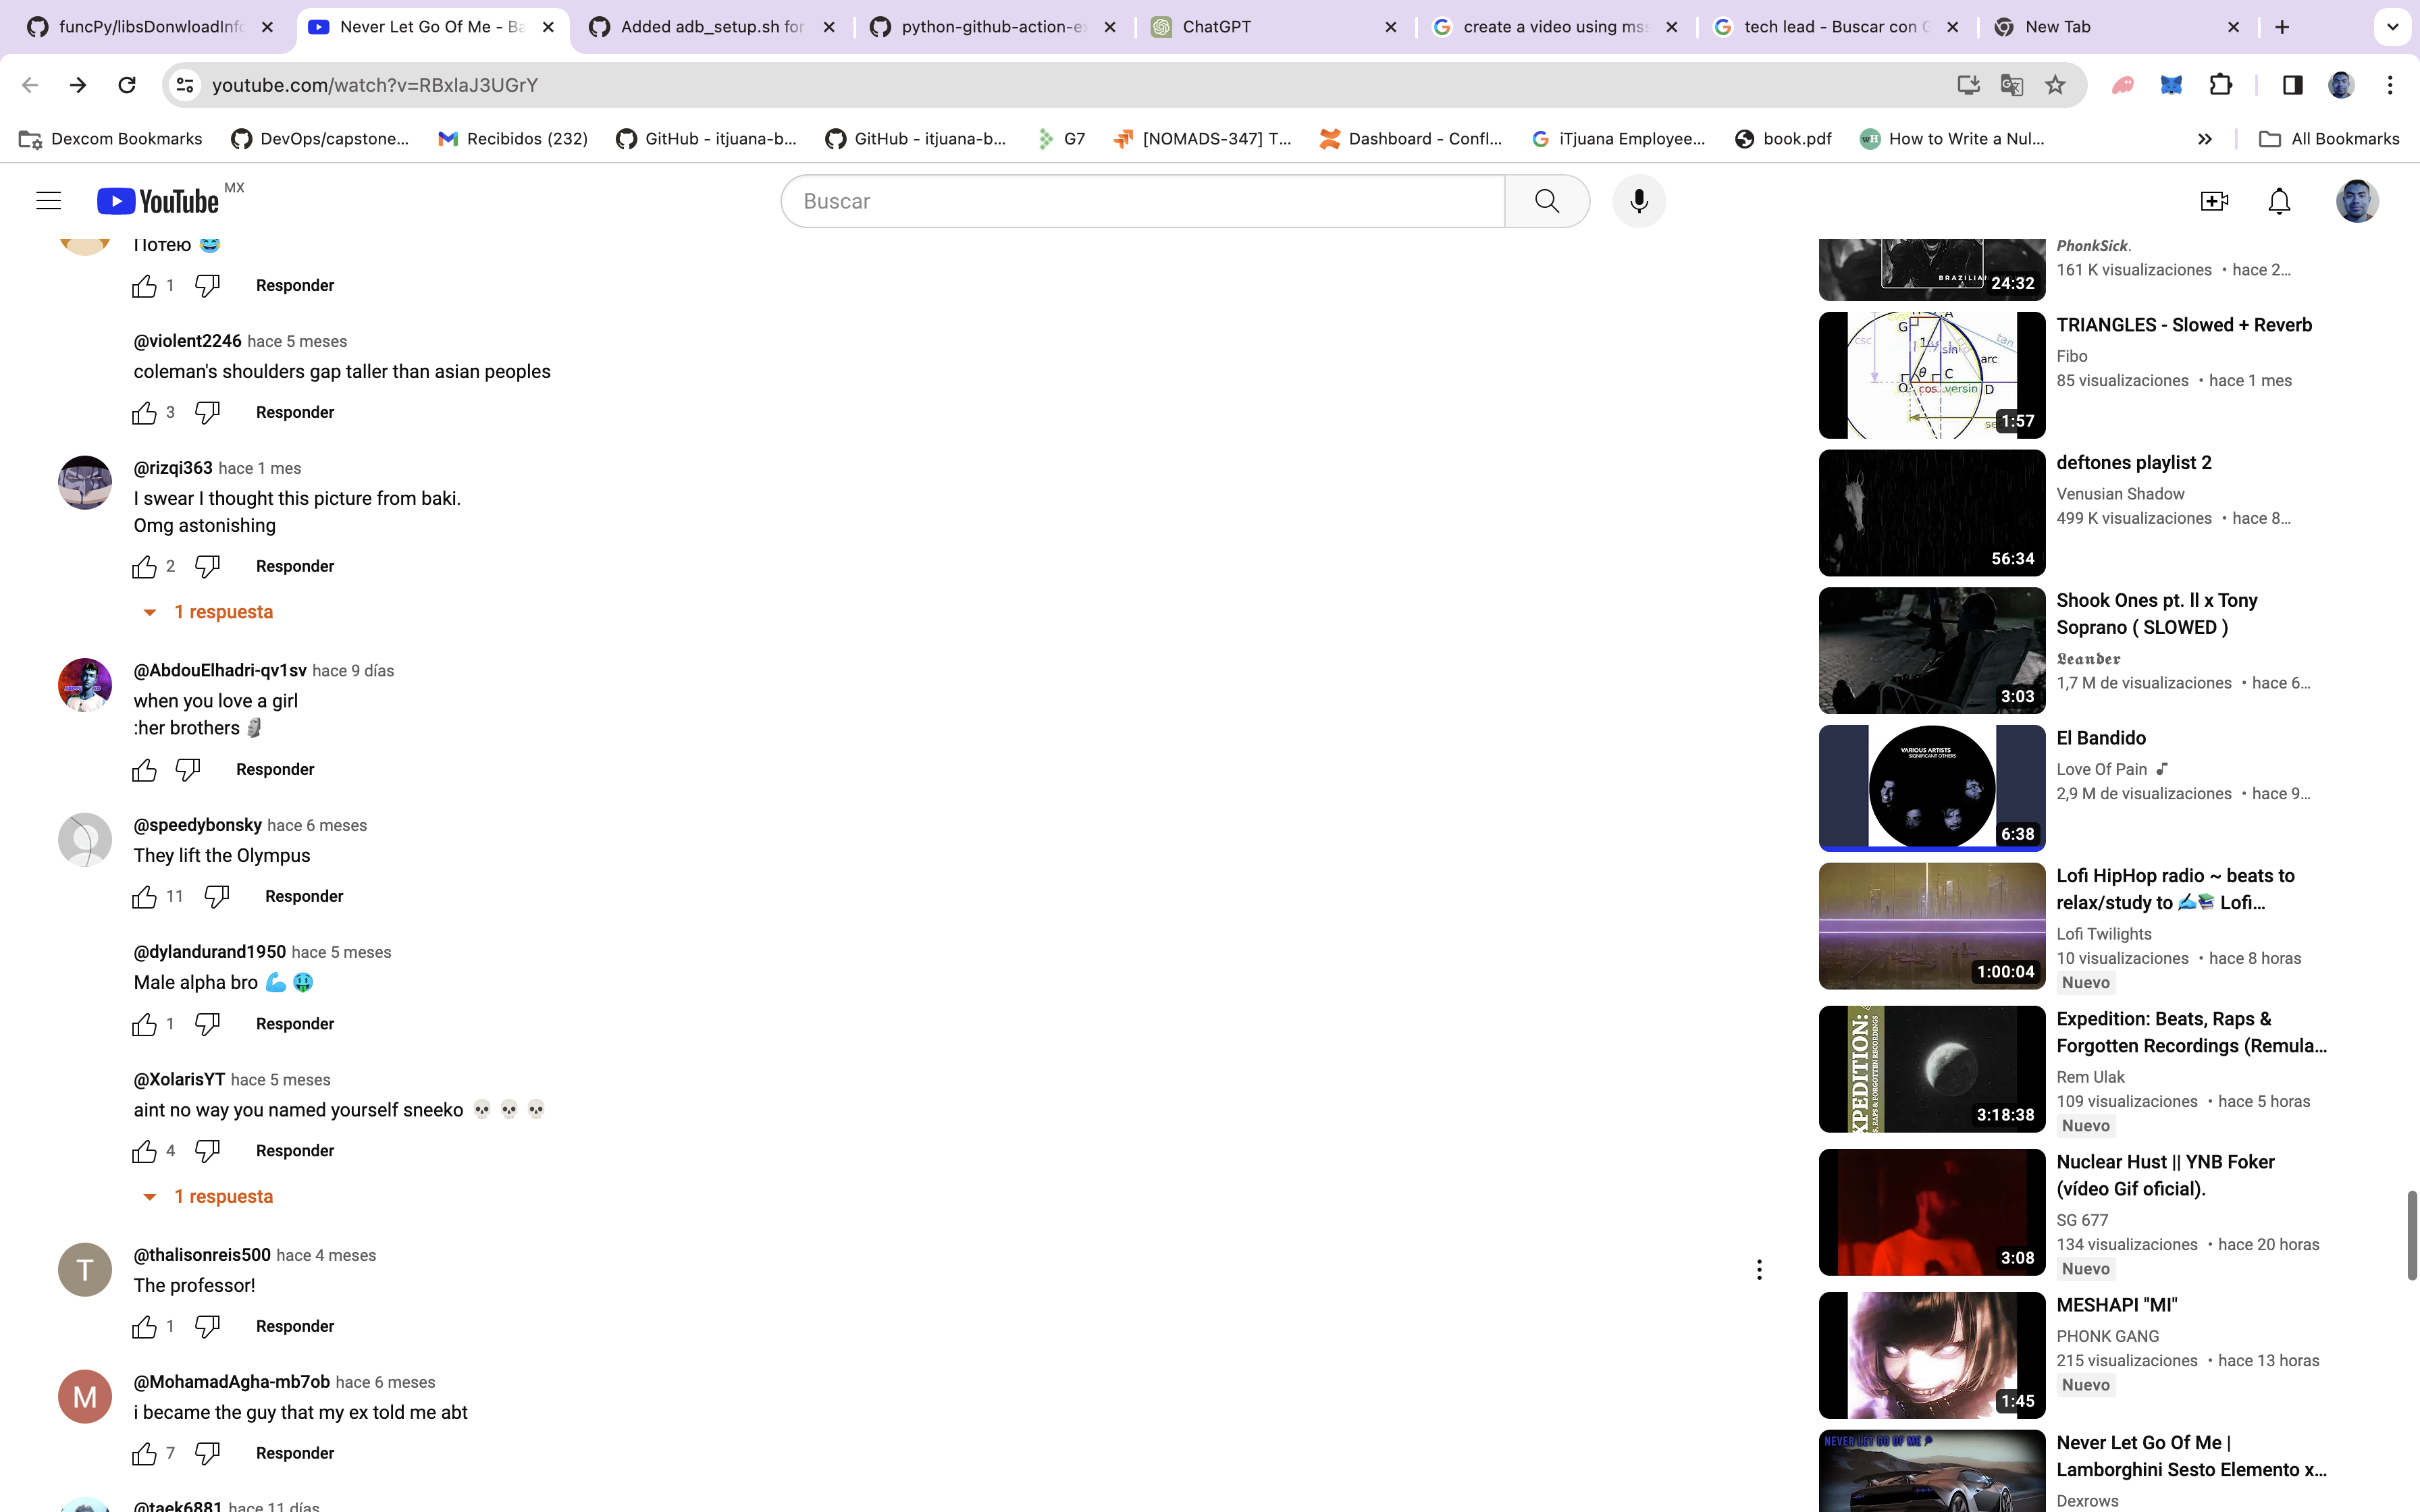 funcPy/libsDonwloadInfo
Never Let Go Of Me - Ba
Added adb_setup.sh for
python-github-action-ex
ChatGPT
create a video using mss
tech lead - Buscar con G
New Tab
youtube.com/watch?v=RBxlaJ3UGrY
Dexcom Bookmarks
DevOps/capstone...
Recibidos (232)
GitHub - itjuana-b...
GitHub - itjuana-b...
G7
[NOMADS-347] T...
Dashboard - Confl...
iTjuana Employee...
book.pdf
How to Write a Nul...
All Bookmarks
YouTube MX
Buscar
Потею 😂
1 Responder
@violent2246 hace 5 meses
coleman's shoulders gap taller than asian peoples
3 Responder
@rizqi363 hace 1 mes
I swear I thought this picture from baki.
Omg astonishing
2 Responder
1 respuesta
@AbdouElhadri-qv1sv hace 9 días
when you love a girl
:her brothers 🗿
Responder
@speedybonsky hace 6 meses
They lift the Olympus
11 Responder
@dylandurand1950 hace 5 meses
Male alpha bro 💪 🤑
1 Responder
@XolarisYT hace 5 meses
aint no way you named yourself sneeko 💀 💀 💀
4 Responder
1 respuesta
T
@thalisonreis500 hace 4 meses
The professor!
1 Responder
M
@MohamadAgha-mb7ob hace 6 meses
i became the guy that my ex told me abt
7 Responder
@taek6881 hace 11 días
BRAZILIAN
24:32
PhonkSick.
161 K visualizaciones • hace 2...
G
A
csc
1
sin
tan
arc
θ
C
O
cos
versin
D
1:57
TRIANGLES - Slowed + Reverb
Fibo
85 visualizaciones • hace 1 mes
56:34
deftones playlist 2
Venusian Shadow
499 K visualizaciones • hace 8...
3:03
Shook Ones pt. ll x Tony
Soprano ( SLOWED )
𝕷𝖊𝖆𝖓𝖉𝖊𝖗
1,7 M de visualizaciones • hace 6...
VARIOUS ARTISTS
SIGNIFICANT OTHERS
6:38
El Bandido
Love Of Pain
2,9 M de visualizaciones • hace 9...
1:00:04
Lofi HipHop radio ~ beats to
relax/study to ✍️📚 Lofi...
Lofi Twilights
10 visualizaciones • hace 8 horas
Nuevo
XPEDITION:
S, RAPS & FORGOTTEN RECORDINGS
3:18:38
Expedition: Beats, Raps &
Forgotten Recordings (Remula...
Rem Ulak
109 visualizaciones • hace 5 horas
Nuevo
3:08
Nuclear Hust || YNB Foker
(vídeo Gif oficial).
SG 677
134 visualizaciones • hace 20 horas
Nuevo
1:45
MESHAPI "MI"
PHONK GANG
215 visualizaciones • hace 13 horas
Nuevo
NEVER LET GO OF ME
Never Let Go Of Me |
Lamborghini Sesto Elemento x...
Dexrows